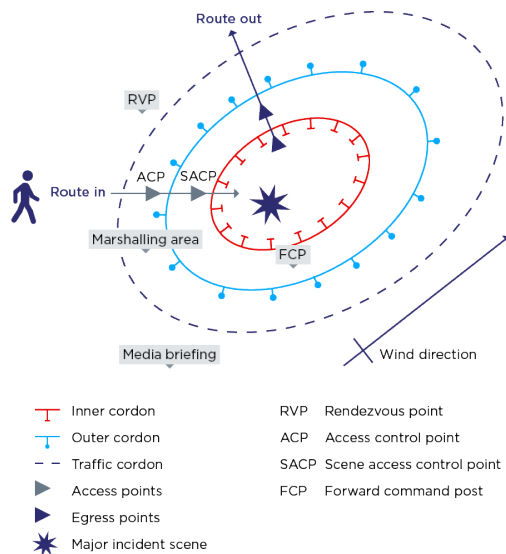 Route out
RVP
ACP
SACP
Route in
Marshalling area
FCP
Media briefing
Wind direction
Inner cordon
Outer cordon
Traffic cordon
Access points
Egress points
Major incident scene
RVP Rendezvous point
ACP Access control point
SACP Scene access control point
FCP Forward command post